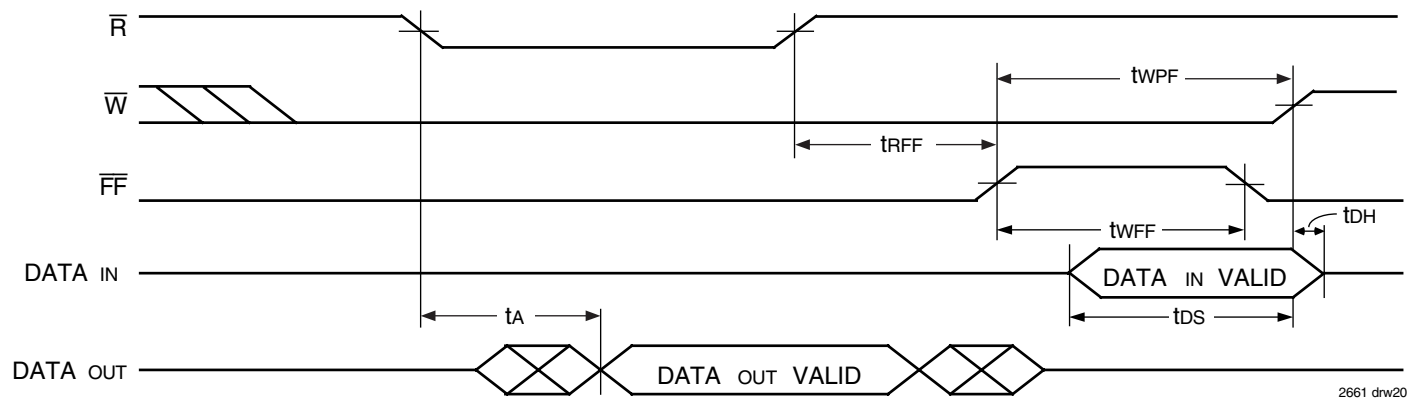 R
W
tWPF
tRFF
FF
tWFF
tDH
DATA IN
DATA IN VALID
tA
tDS
DATA OUT
DATA OUT VALID
2661 drw20